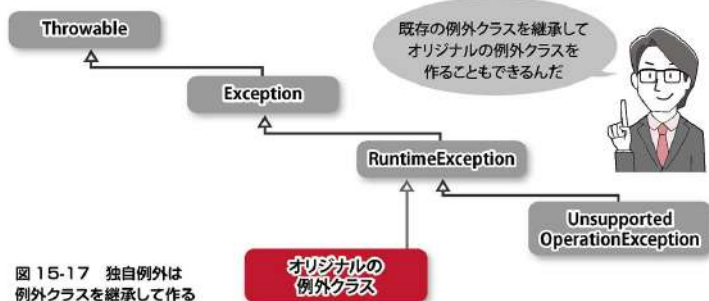 Throwable
既存の例外クラスを継承して
オリジナルの例外クラスを
作ることもできるんだ
Exception
RuntimeException
Unsupported
OperationException
オリジナルの
例外クラス
図 15-17 独自例外は
例外クラスを継承して作る